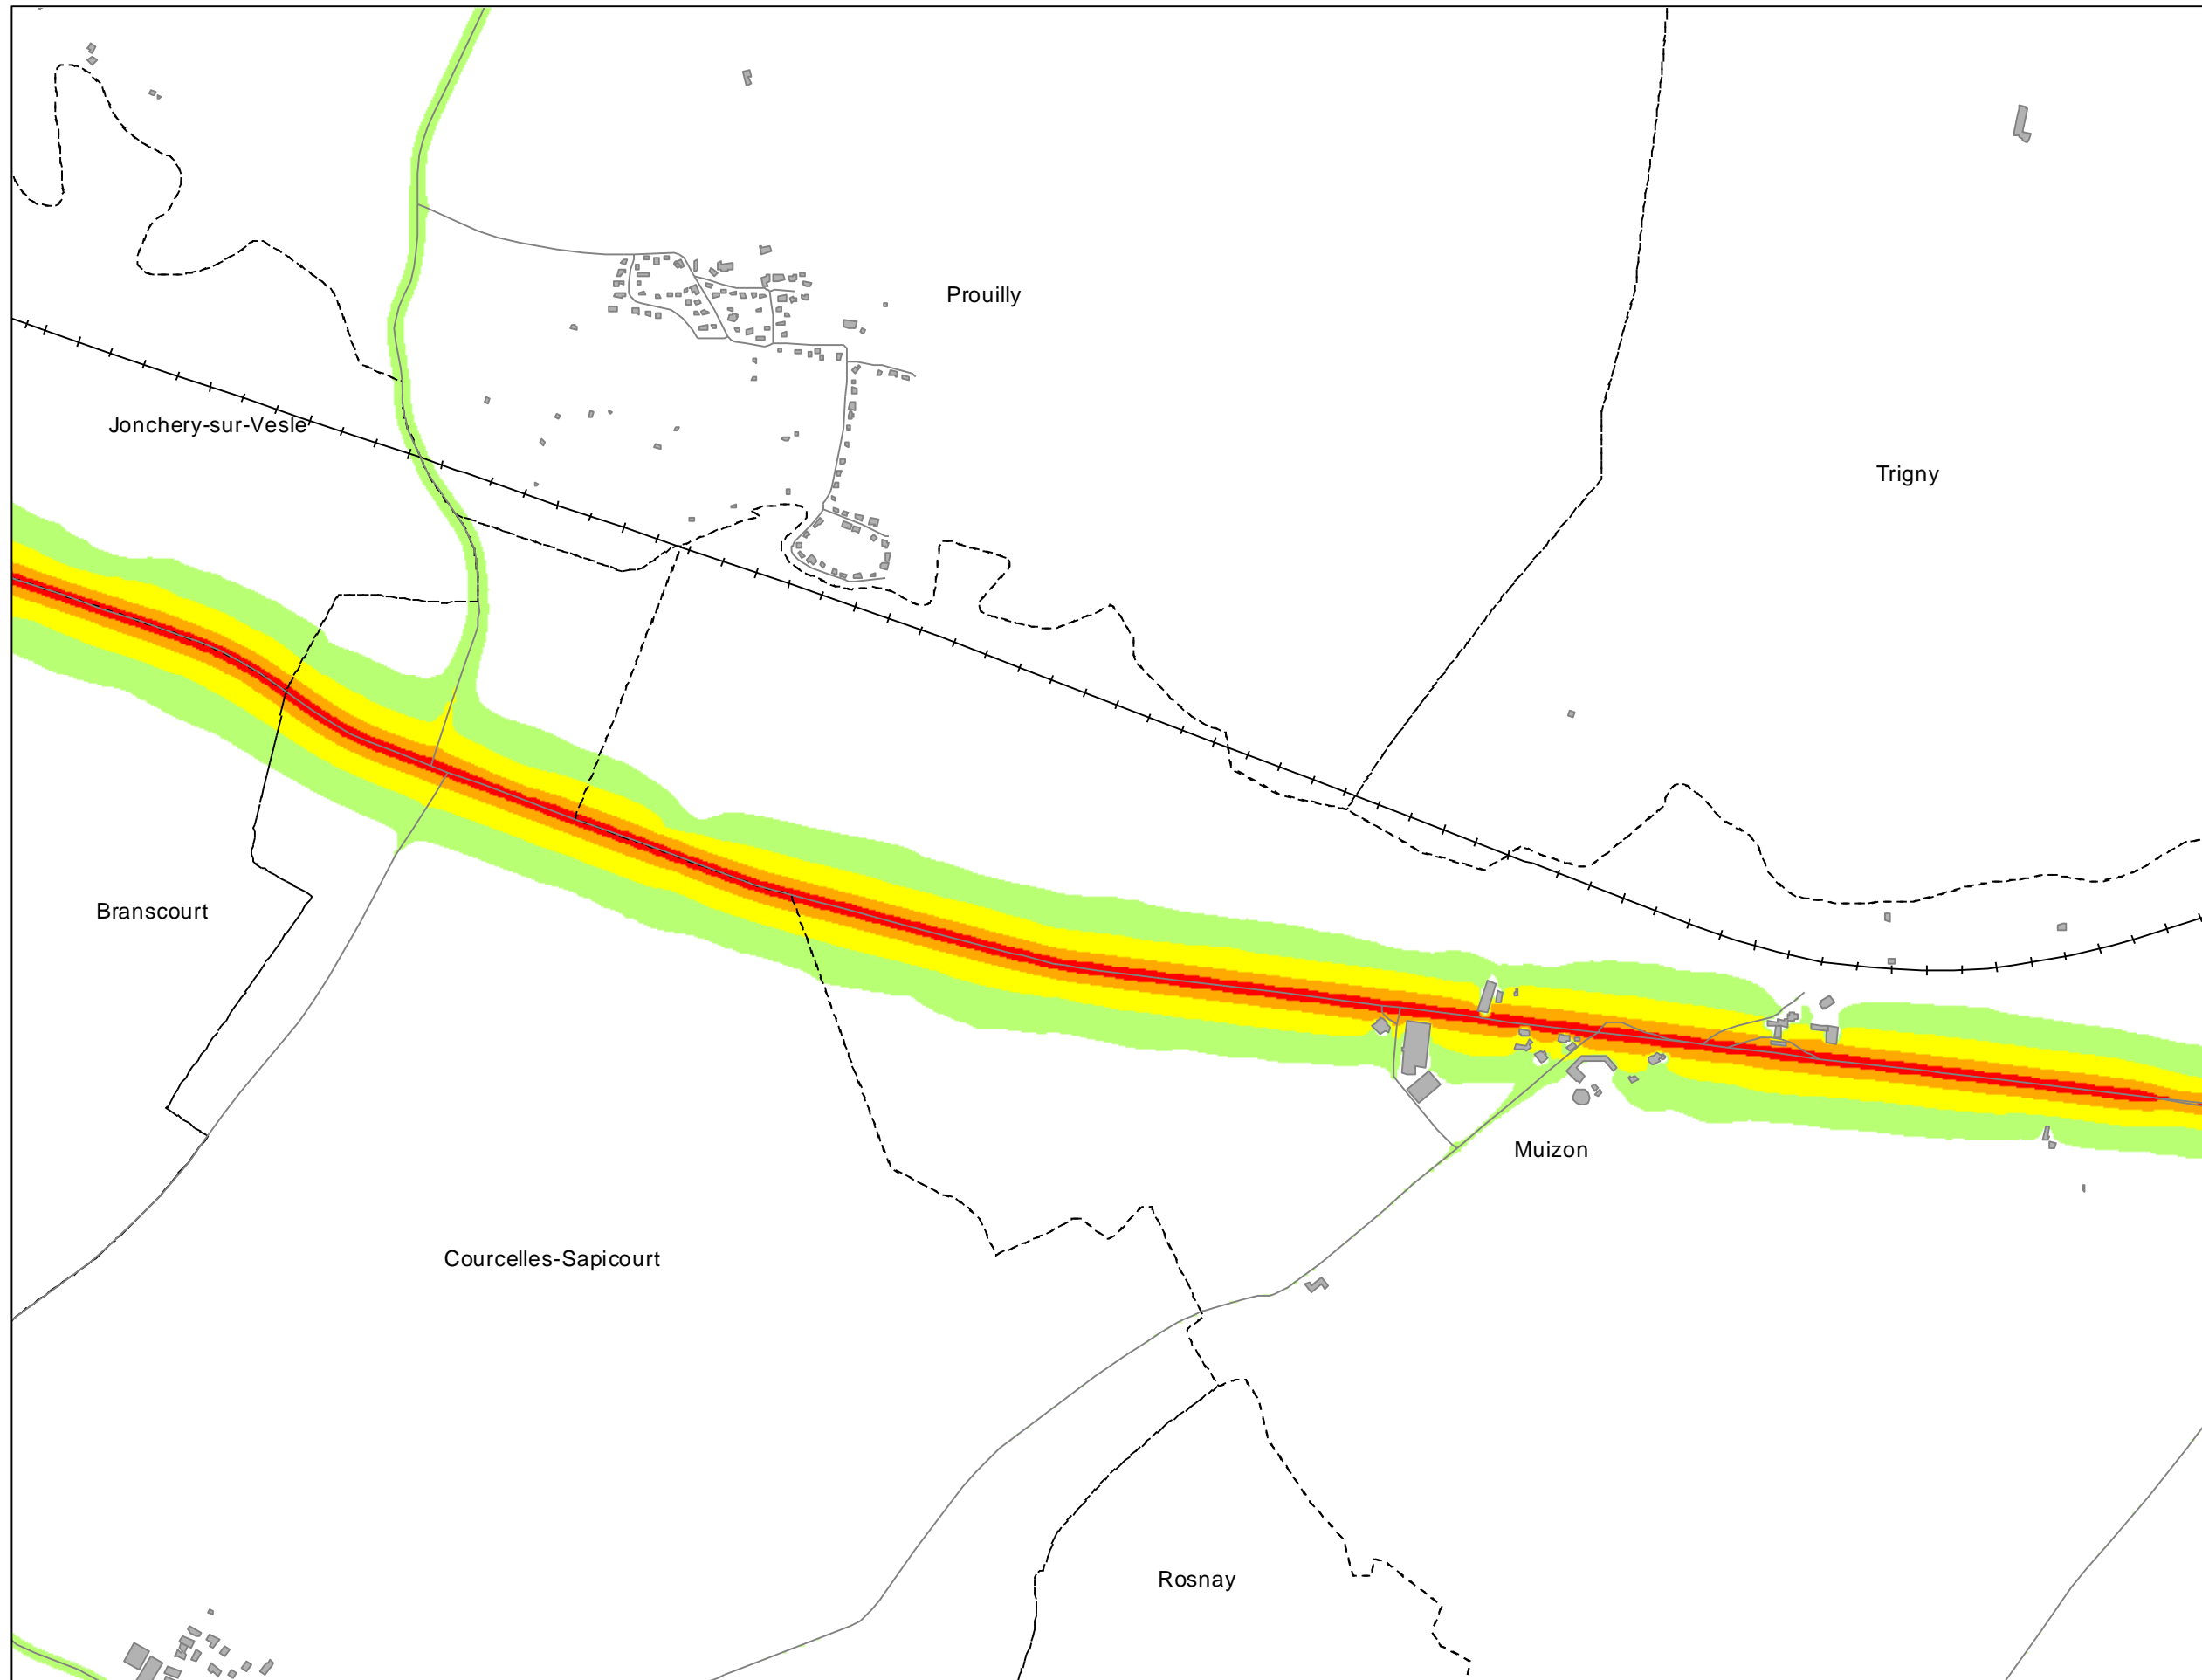 Prouilly
Jonchery-sur-Vesle
Trigny
Branscourt
Muizon
Courcelles-Sapicourt
Rosnay